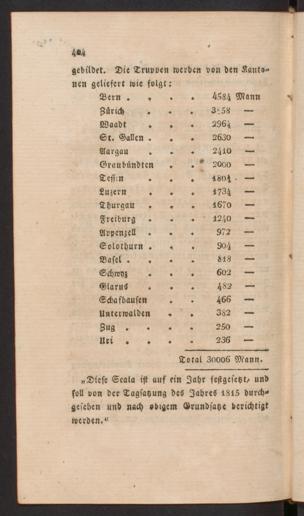 404
gebildet. Die Truppen werden von den Kanto-
nen geliefert wie folgt:
Bern . . . 4584 Mann
Zürich . . . 3858 —
Waadt . . . 2964 —
St. Gallen . . . 2630 —
Aargau . . . 2410 —
Graubündten . . 2000 —
Tessin . . . 1804 —
Luzern . . . 1734 —
Thurgau . . . 1670 —
Freiburg . . . 1240 —
Appenzell . . . 972 —
Solothurn . . . 904 —
Basel . . . . 818 —
Schwyz . . . 602 —
Glarus . . . 482 —
Schafhausen . . 466 —
Unterwalden . . 382 —
Zug . . . . 250 —
Uri . . . . 236 —
Total 30006 Mann.
„Diese Scala ist auf ein Jahr festgesetzt, und
soll von der Tagsatzung des Jahres 1815 durch-
gesehen und nach obigem Grundsatze berichtigt
werden.“